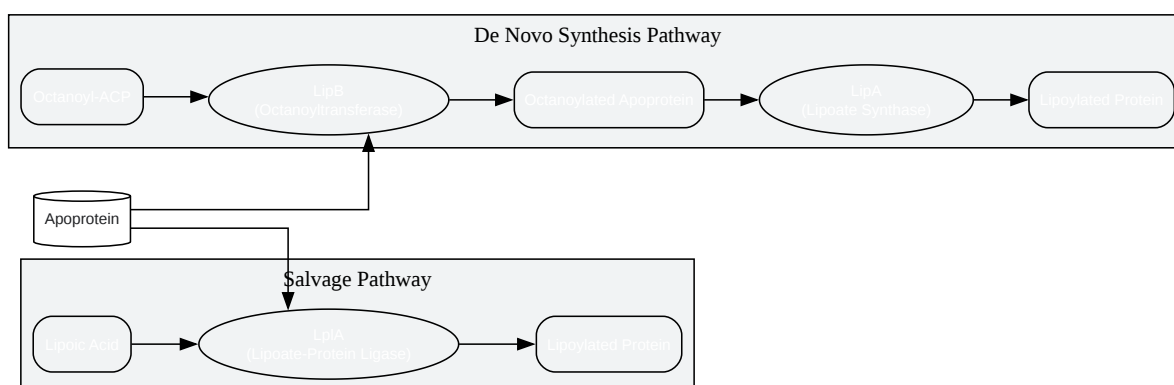 De Novo Synthesis Pathway
Octanoyl-ACP
LipB
(Octanoyltransferase)
Octanoylated Apoprotein
LipA
(Lipoate Synthase)
Lipoylated Protein
Apoprotein
Salvage Pathway
Lipoic Acid
LplA
(Lipoate-Protein Ligase)
Lipoylated Protein